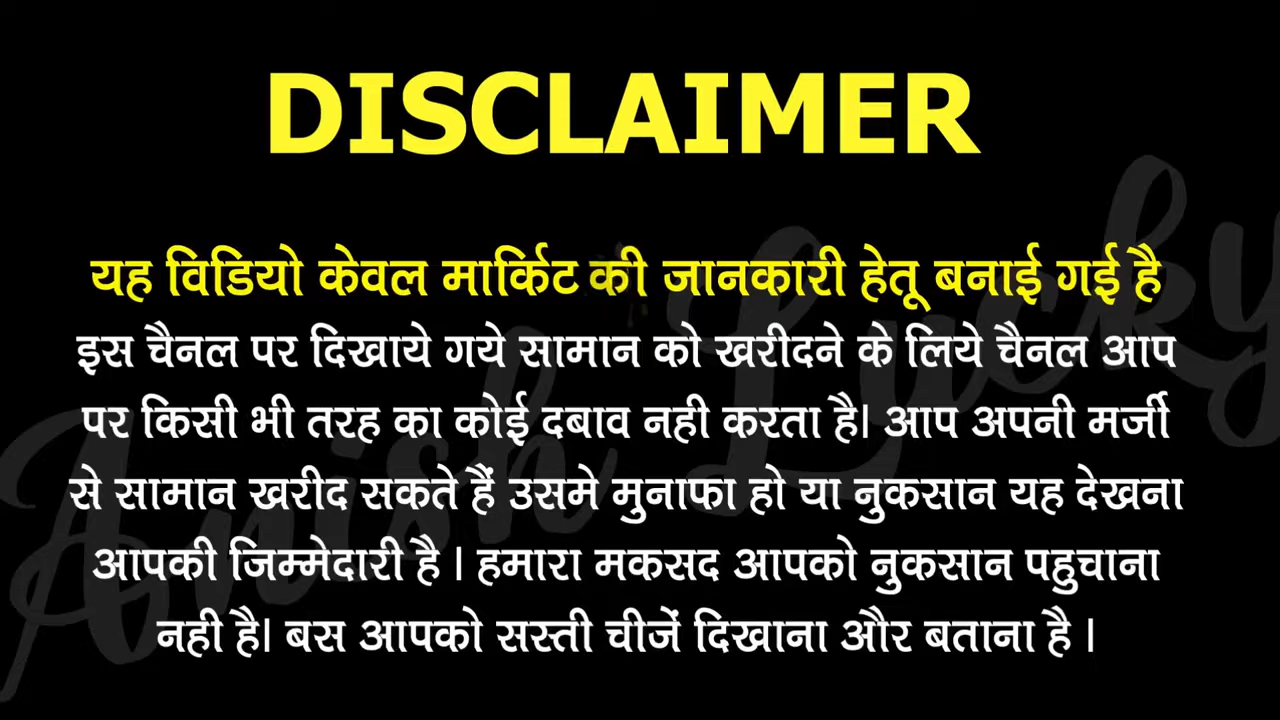 DISCLAIMER
यह विडियो केवल मार्किट की जानकारी हेतू बनाई गई है
इस चैनल पर दिखाये गये सामान को खरीदने के लिये चैनल आप
पर किसी भी तरह का कोई दबाव नही करता है। आप अपनी मर्जी
से सामान खरीद सकते हैं उसमे मुनाफा हो या नुकसान यह देखना
आपकी जिम्मेदारी है । हमारा मकसद आपको नुकसान पहुचाना
नही है। बस आपको सस्ती चीजें दिखाना और बताना है ।
Anish Lucky